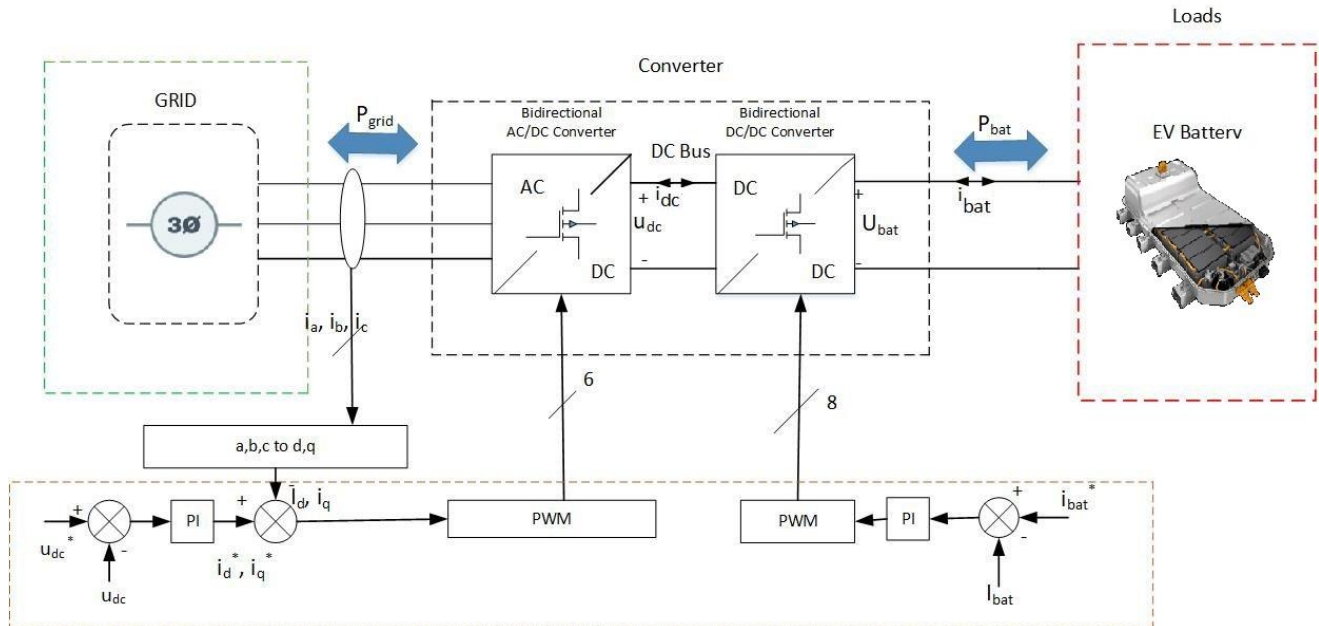 Loads
Converter
GRID
P_grid
Bidirectional
AC/DC Converter
Bidirectional
DC/DC Converter
P_bat
EV Batterv
DC Bus
3Ø
AC
DC
+
i_dc
u_dc
-
DC
DC
+
U_bat
-
i_bat
i_a, i_b, i_c
6
8
a,b,c to d,q
+
u_dc*
-
u_dc
PI
+
-
i_d, i_q
i_d*, i_q*
PWM
PWM
PI
+
-
i_bat*
I_bat